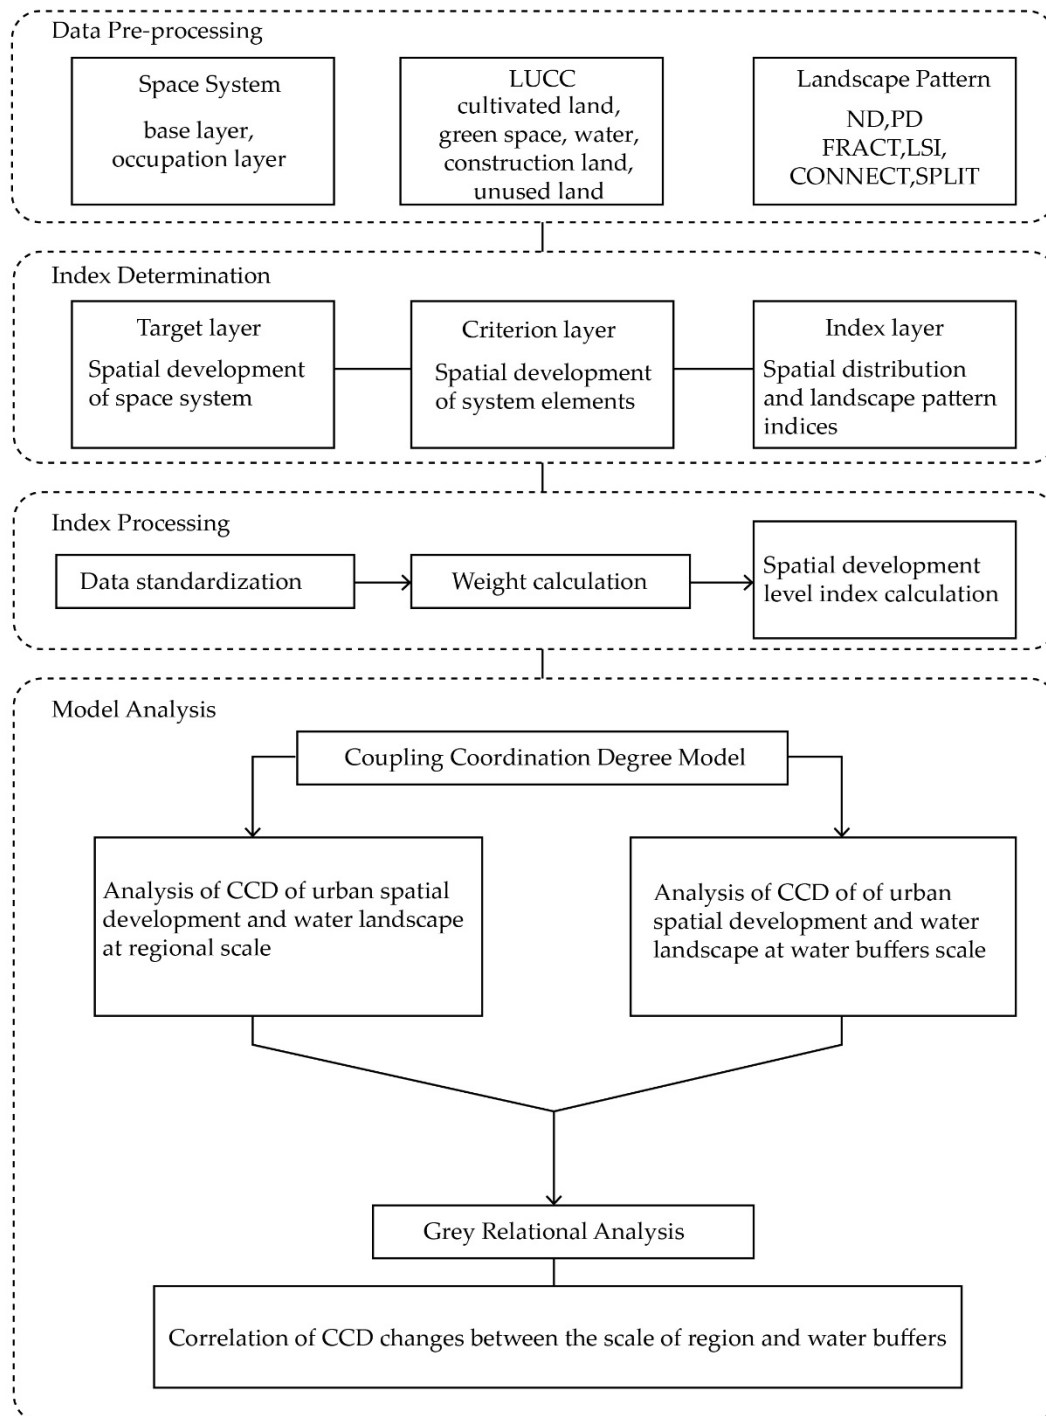 Data Pre-processing
Space System
base layer,
occupation layer
LUCC
cultivated land,
green space, water,
construction land,
unused land
Landscape Pattern
ND,PD
FRACT,LSI,
CONNECT,SPLIT
Index Determination
Target layer
Spatial development
of space system
Criterion layer
Spatial development
of system elements
Index layer
Spatial distribution
and landscape pattern
indices
Index Processing
Data standardization
Weight calculation
Spatial development
level index calculation
Model Analysis
Coupling Coordination Degree Model
Analysis of CCD of urban spatial
development and water landscape
at regional scale
Analysis of CCD of of urban
spatial development and water
landscape at water buffers scale
Grey Relational Analysis
Correlation of CCD changes between the scale of region and water buffers